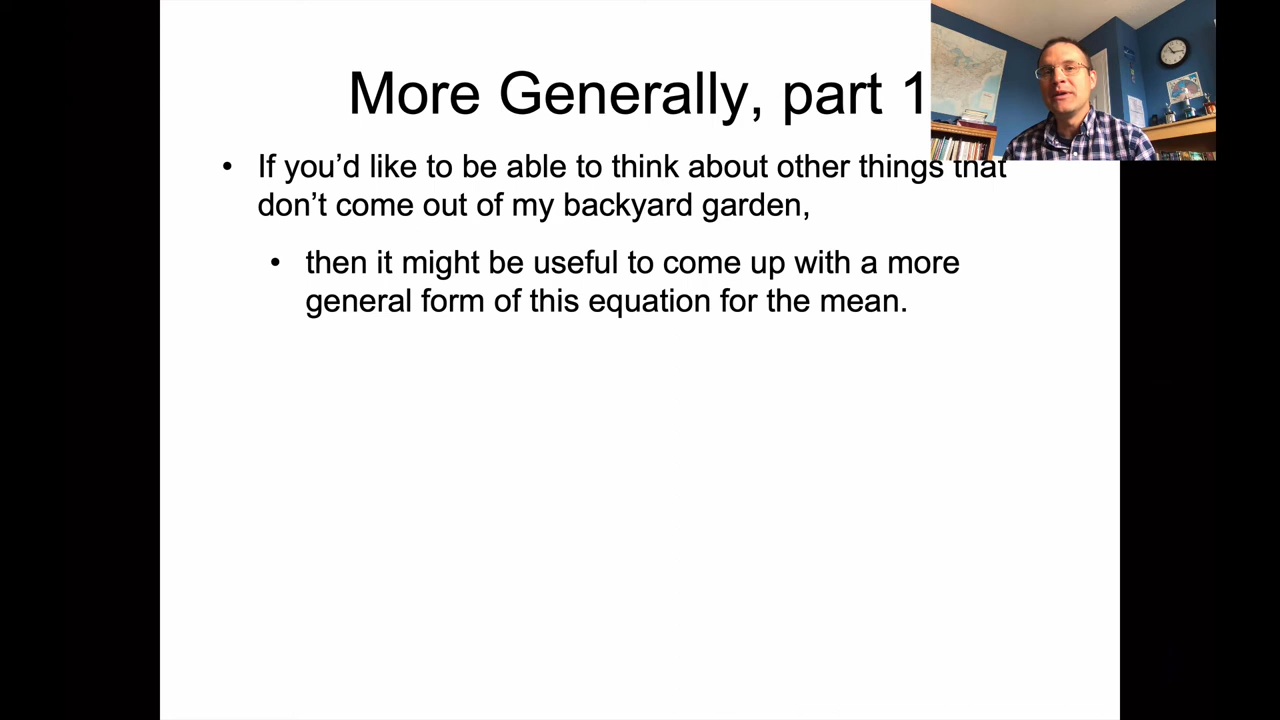 More Generally, part 1
• If you’d like to be able to think about other things that
don’t come out of my backyard garden,
• then it might be useful to come up with a more
general form of this equation for the mean.